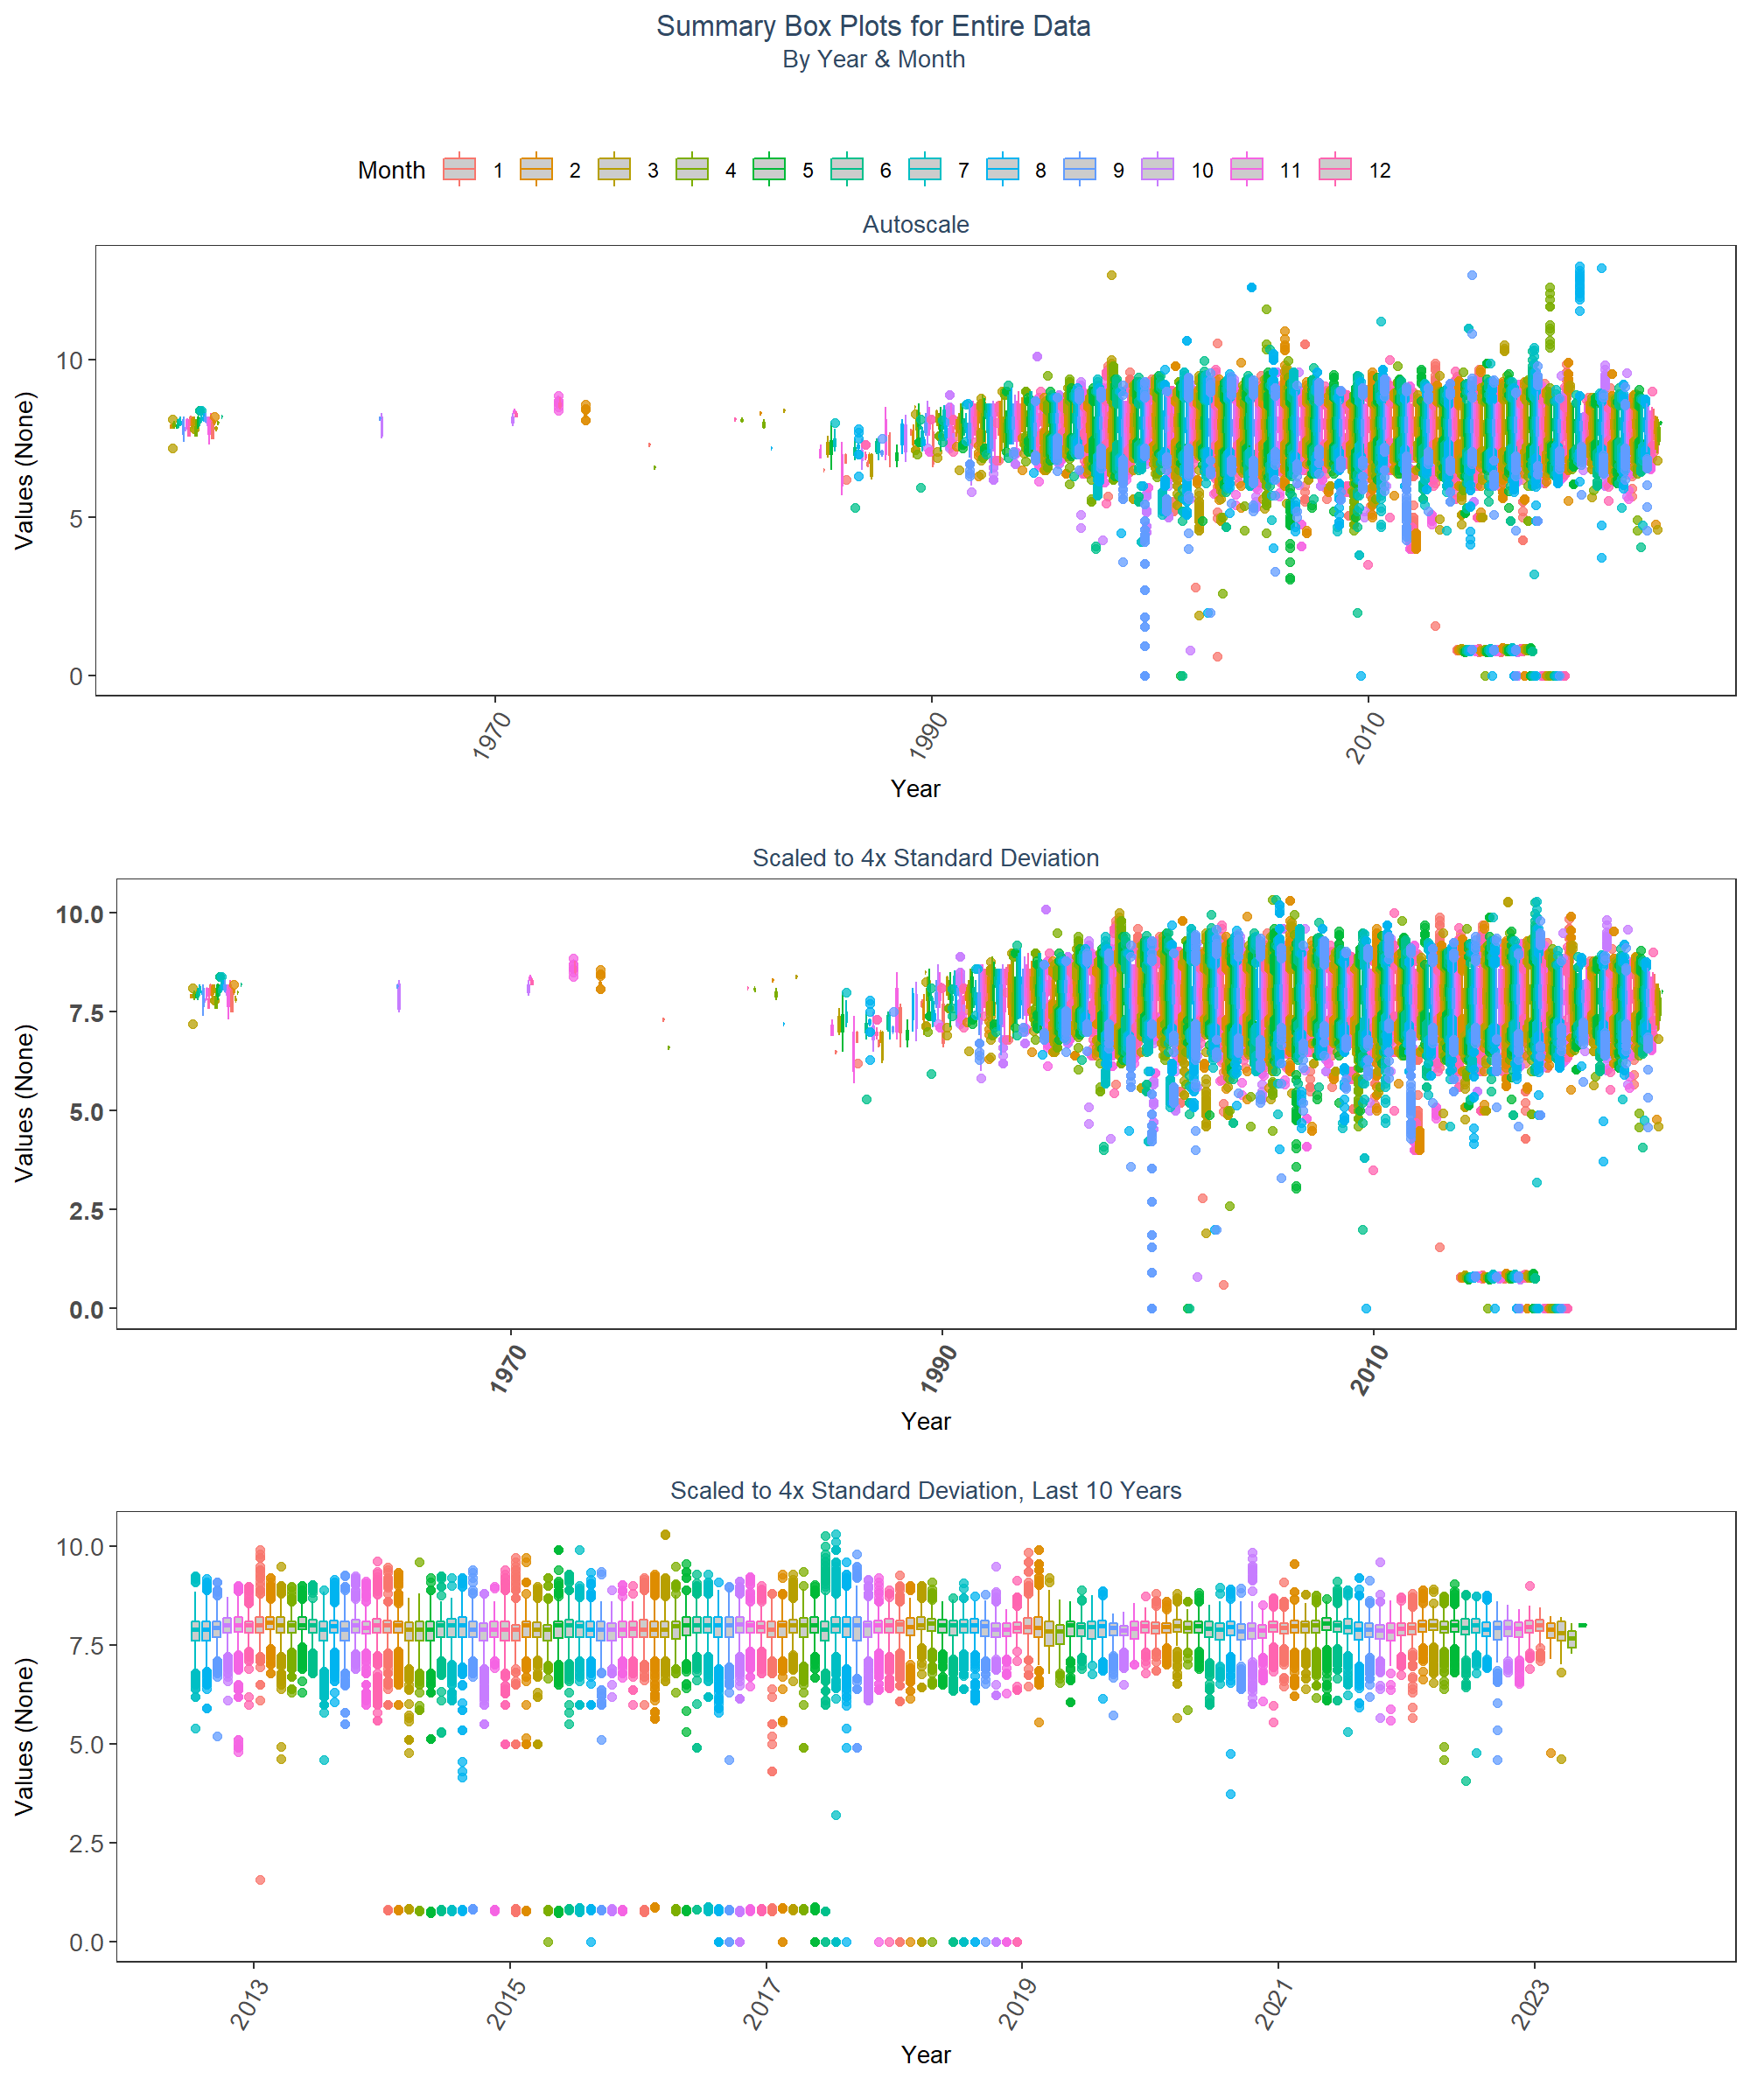 Summary Box Plots for Entire Data
By Year & Month
Month 1 2 3 4 5 6 7 8 9 10 11 12
Autoscale
Values (None)
10
5
0
1970 1990 2010
Year
Scaled to 4x Standard Deviation
Values (None)
10.0
7.5
5.0
2.5
0.0
1970 1990 2010
Year
Scaled to 4x Standard Deviation, Last 10 Years
Values (None)
10.0
7.5
5.0
2.5
0.0
2013 2015 2017 2019 2021 2023
Year